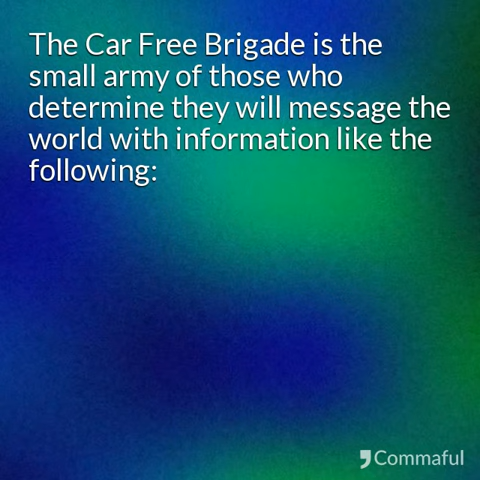 The Car Free Brigade is the
small army of those who
determine they will message the
world with information like the
following:
Commaful